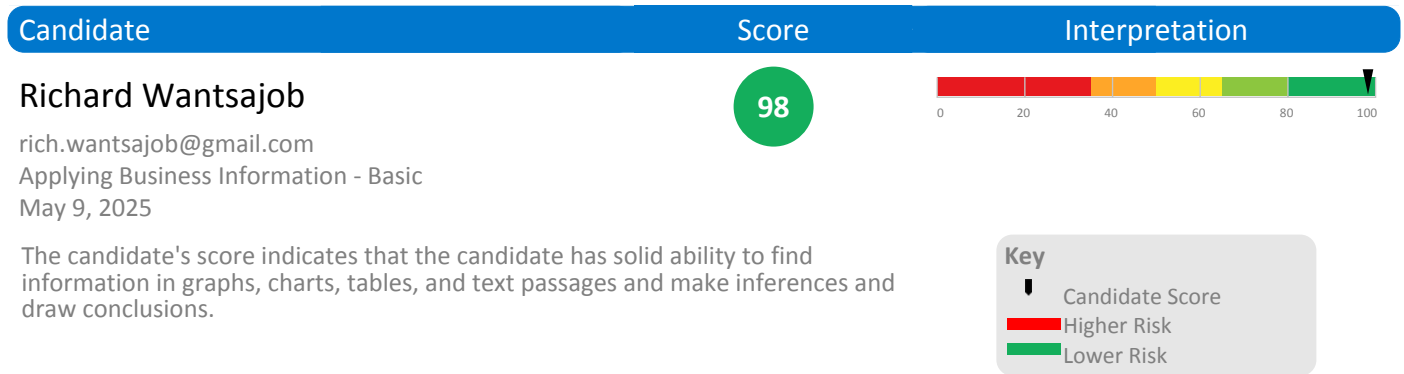 Candidate Score Interpretation
Richard Wantsajob
98
0 20 40 60 80 100
rich.wantsajob@gmail.com
Applying Business Information - Basic
May 9, 2025
The candidate's score indicates that the candidate has solid ability to find
information in graphs, charts, tables, and text passages and make inferences and
draw conclusions.
Key
Candidate Score
Higher Risk
Lower Risk